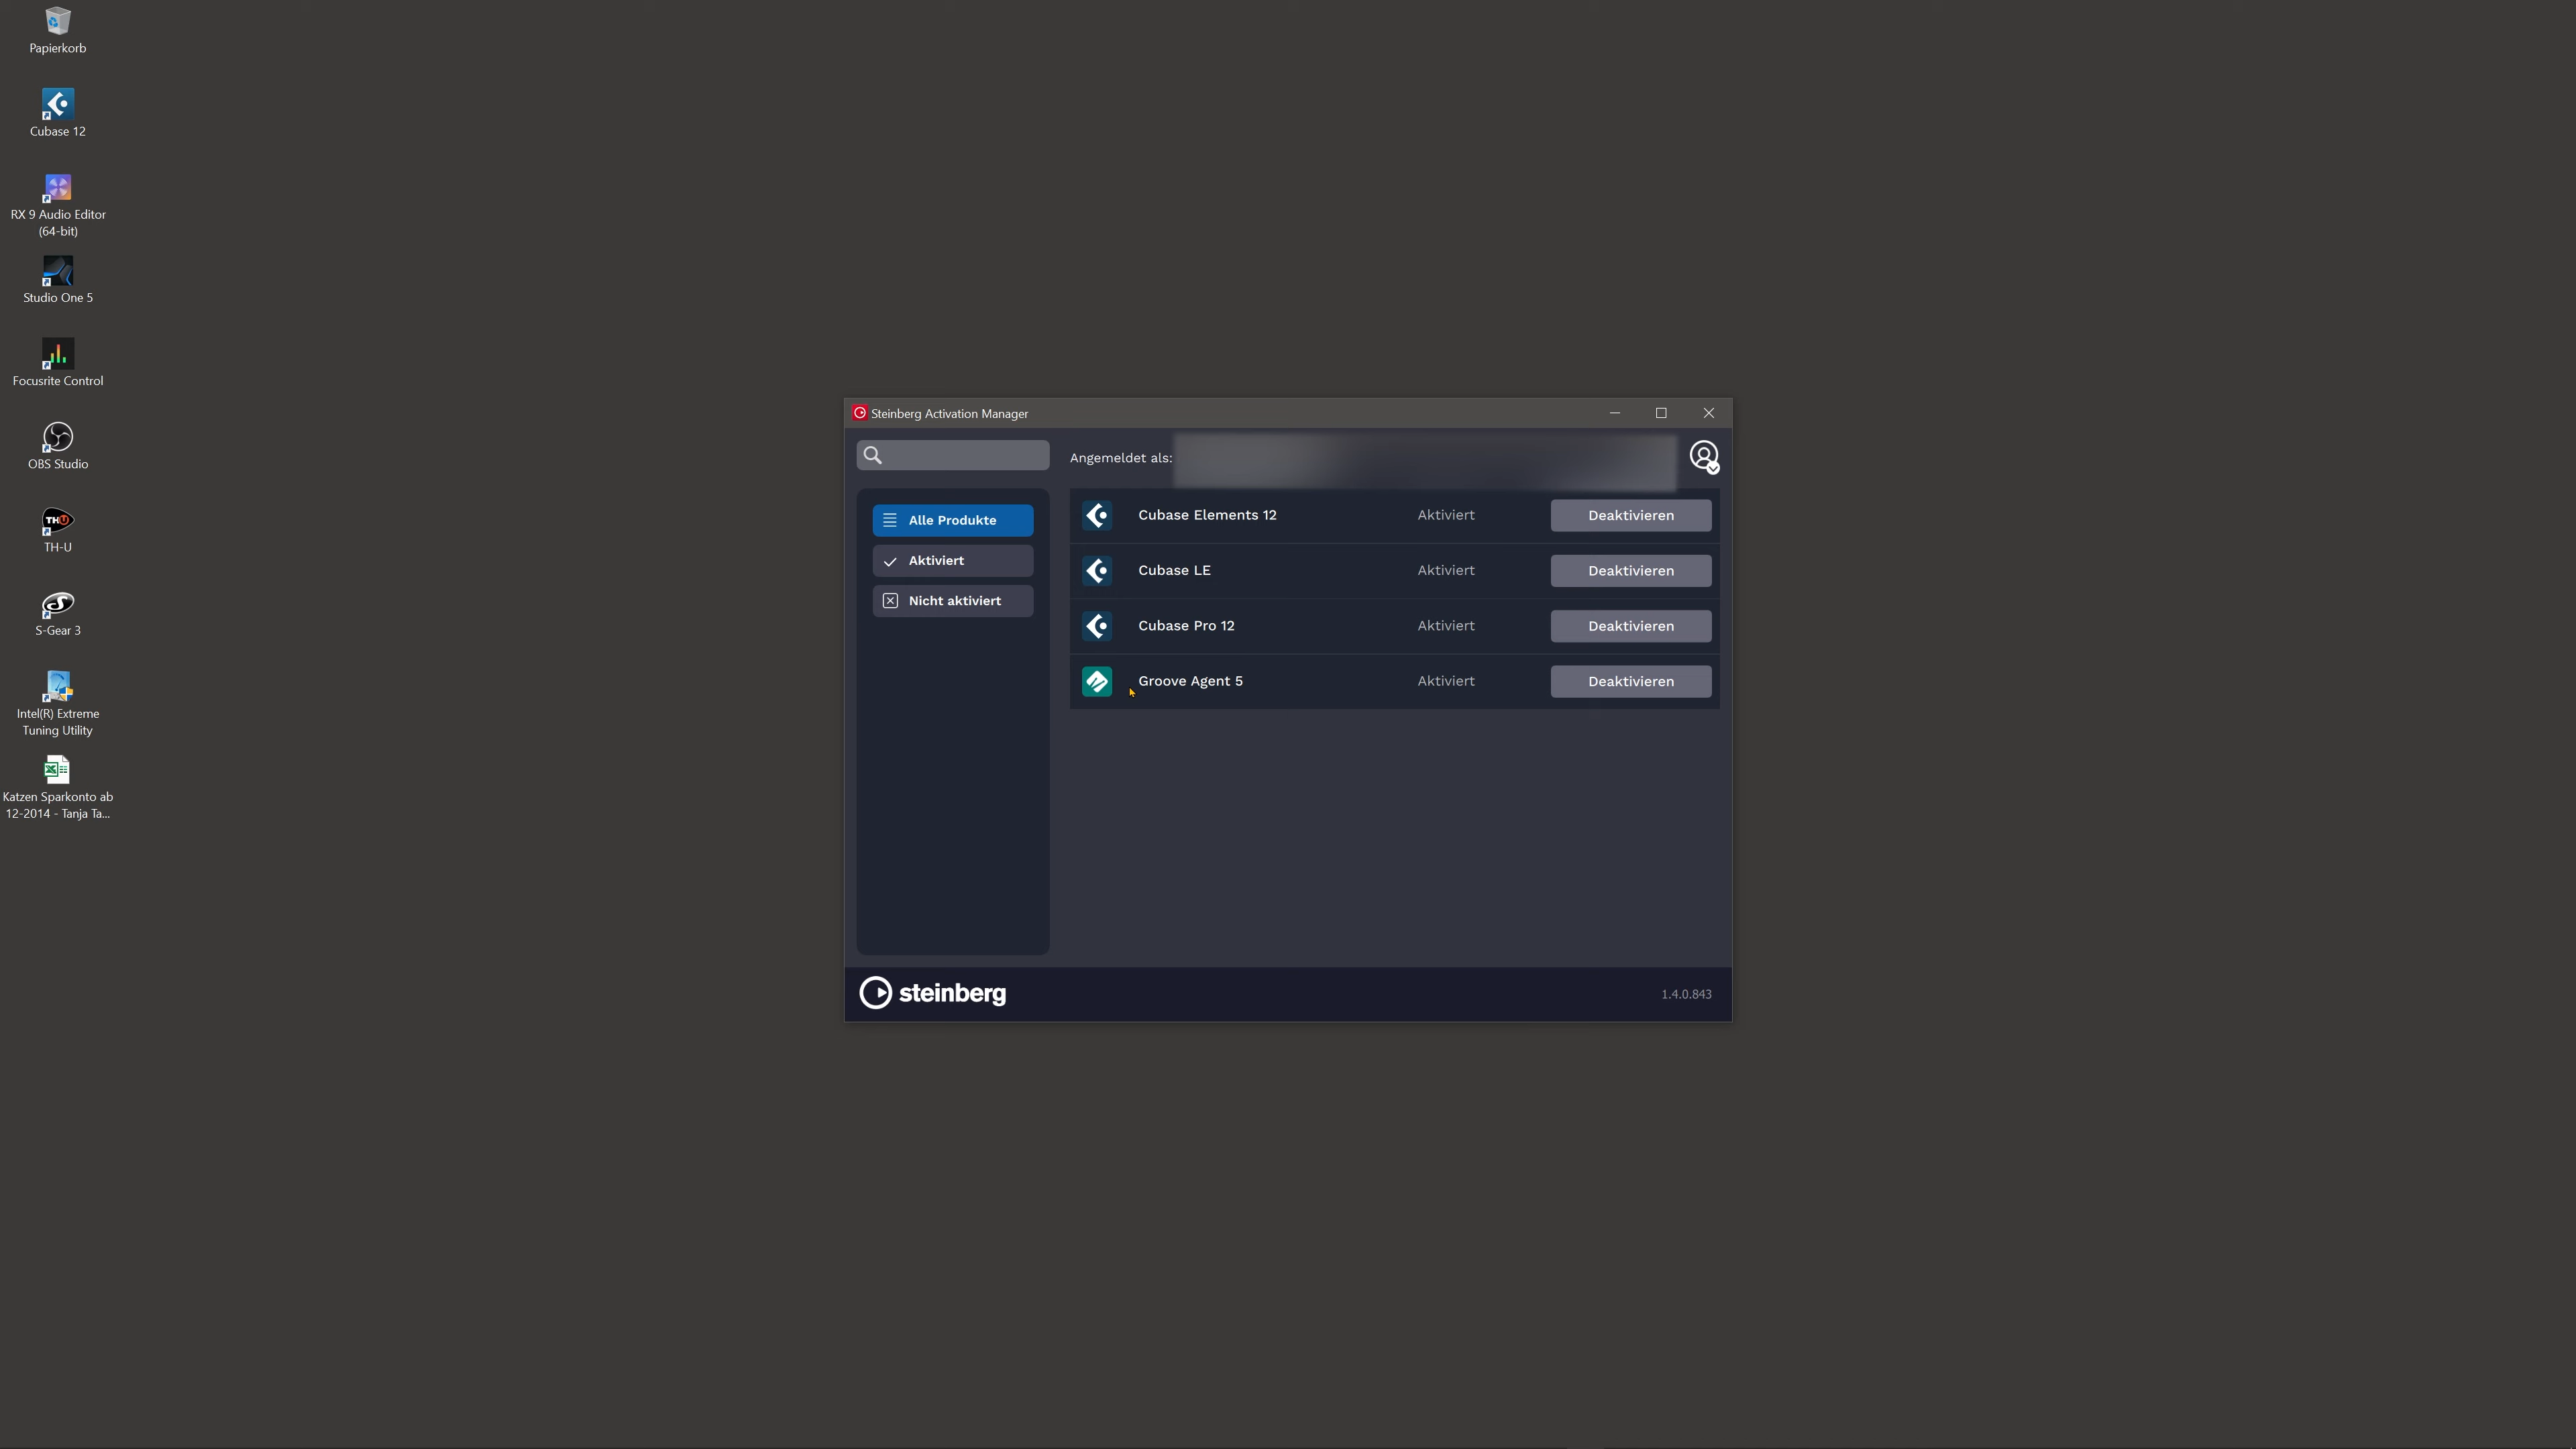 Papierkorb
Cubase 12
RX 9 Audio Editor
(64-bit)
Studio One 5
Focusrite Control
OBS Studio
THU
TH-U
S-Gear 3
Intel(R) Extreme
Tuning Utility
Katzen Sparkonto ab
12-2014 - Tanja Ta...
Steinberg Activation Manager
Angemeldet als:
Alle Produkte
Aktiviert
Nicht aktiviert
Cubase Elements 12 Aktiviert Deaktivieren
Cubase LE Aktiviert Deaktivieren
Cubase Pro 12 Aktiviert Deaktivieren
Groove Agent 5 Aktiviert Deaktivieren
steinberg
1.4.0.843